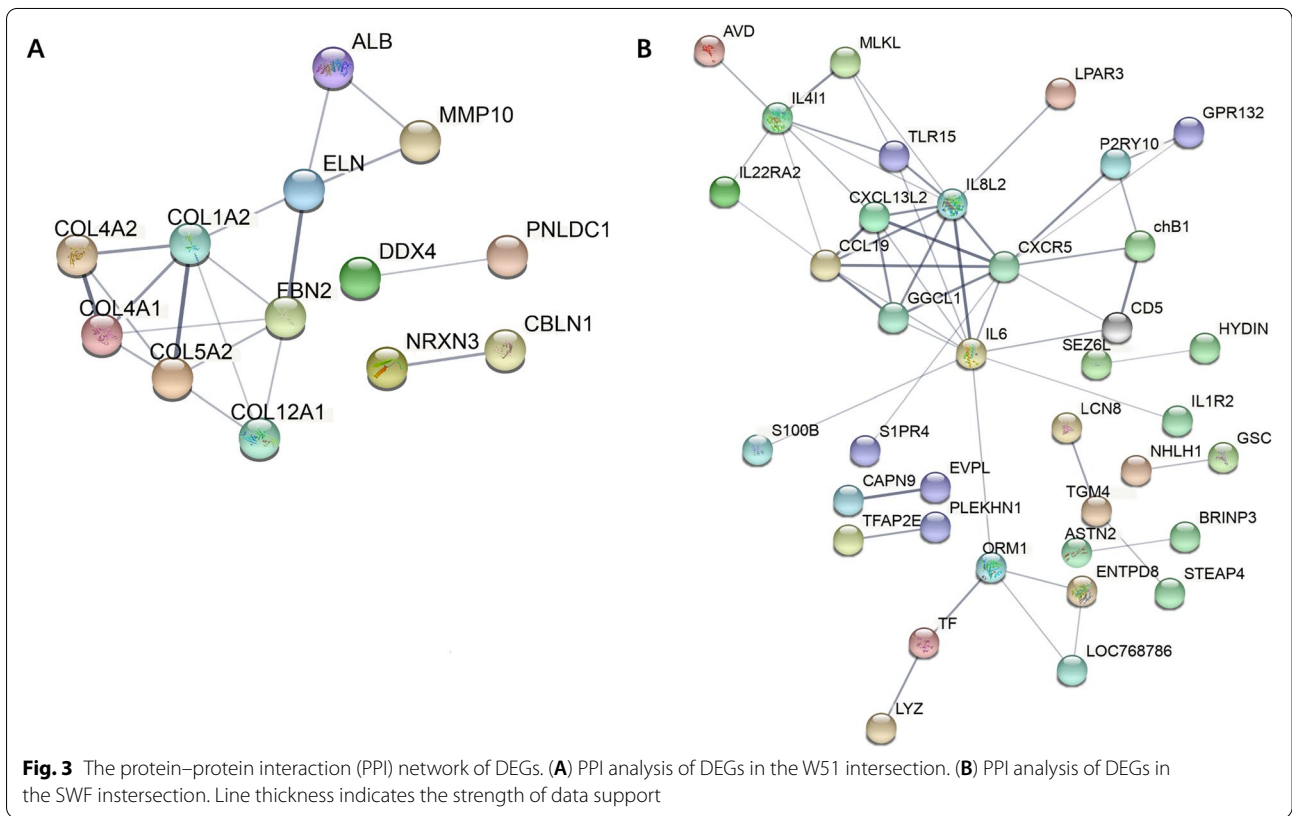 A
ALB
MMP10
ELN
COL4A2
COL1A2
PNLDC1
DDX4
FBN2
COL4A1
CBLN1
NRXN3
COL5A2
COL12A1
B
AVD
MLKL
LPAR3
IL4I1
GPR132
TLR15
P2RY10
IL22RA2
IL8L2
CXCL13L2
chB1
CCL19
CXCR5
GGCL1
CD5
IL6
HYDIN
SEZ6L
IL1R2
LCN8
S100B
S1PR4
GSC
NHLH1
EVPL
CAPN9
TGM4
PLEKHN1
TFAP2E
BRINP3
ASTN2
ORM1
ENTPD8
STEAP4
TF
LOC768786
LYZ
Fig. 3 The protein–protein interaction (PPI) network of DEGs. (A) PPI analysis of DEGs in the W51 intersection. (B) PPI analysis of DEGs in
the SWF instersection. Line thickness indicates the strength of data support